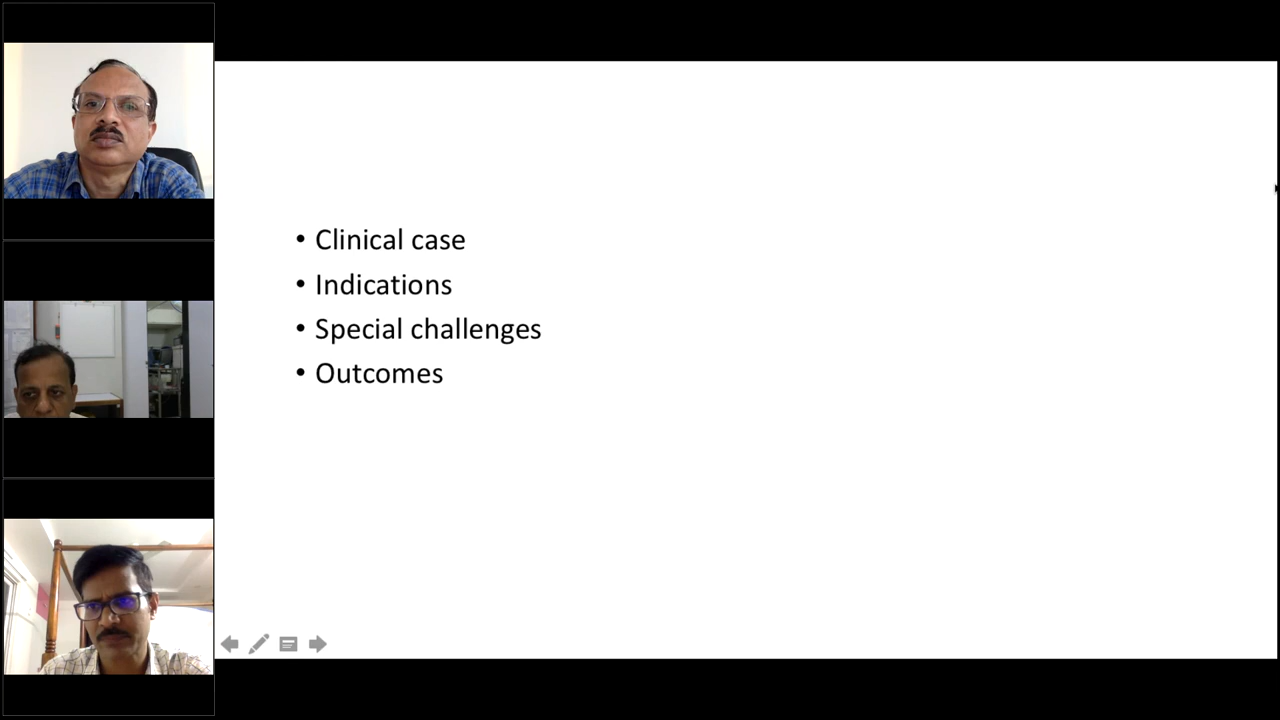 • Clinical case
• Indications
• Special challenges
• Outcomes